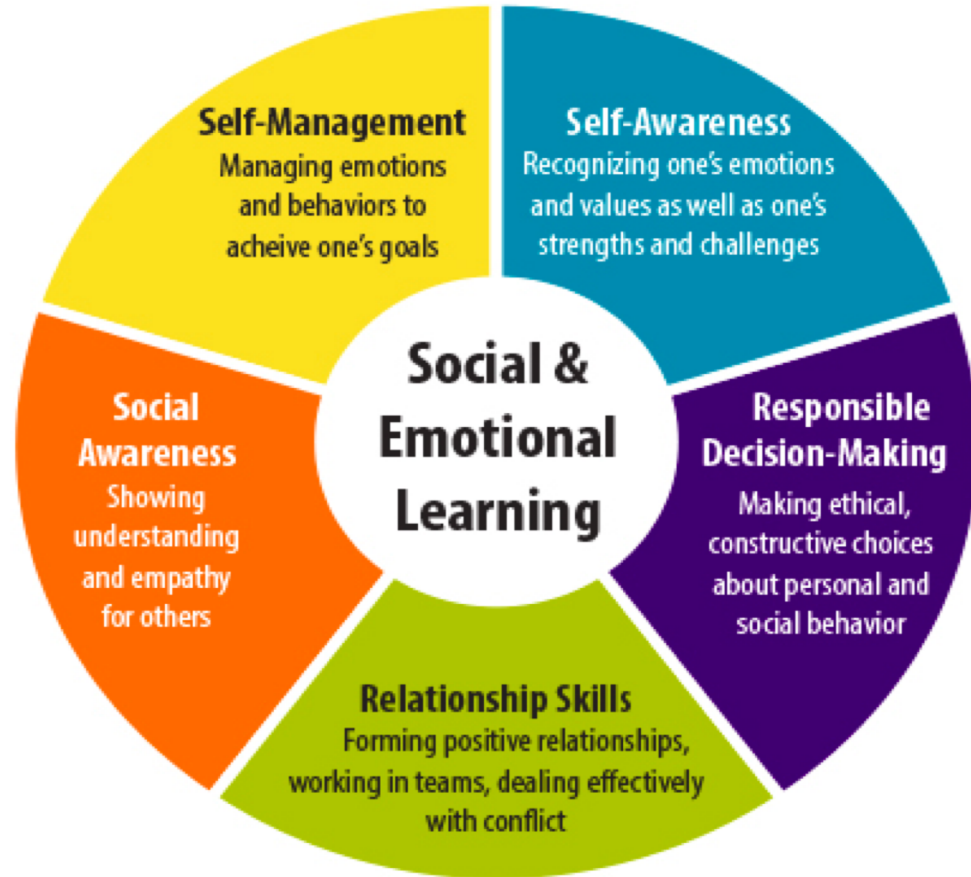 Self-Management
Managing emotions
and behaviors to
acheive one's goals
Self-Awareness
Recognizing one's emotions
and values as well as one's
strengths and challenges
Social &
Emotional
Learning
Social
Awareness
Showing
understanding
and empathy
for others
Responsible
Decision-Making
Making ethical,
constructive choices
about personal and
social behavior
Relationship Skills
Forming positive relationships,
working in teams, dealing effectively
with conflict